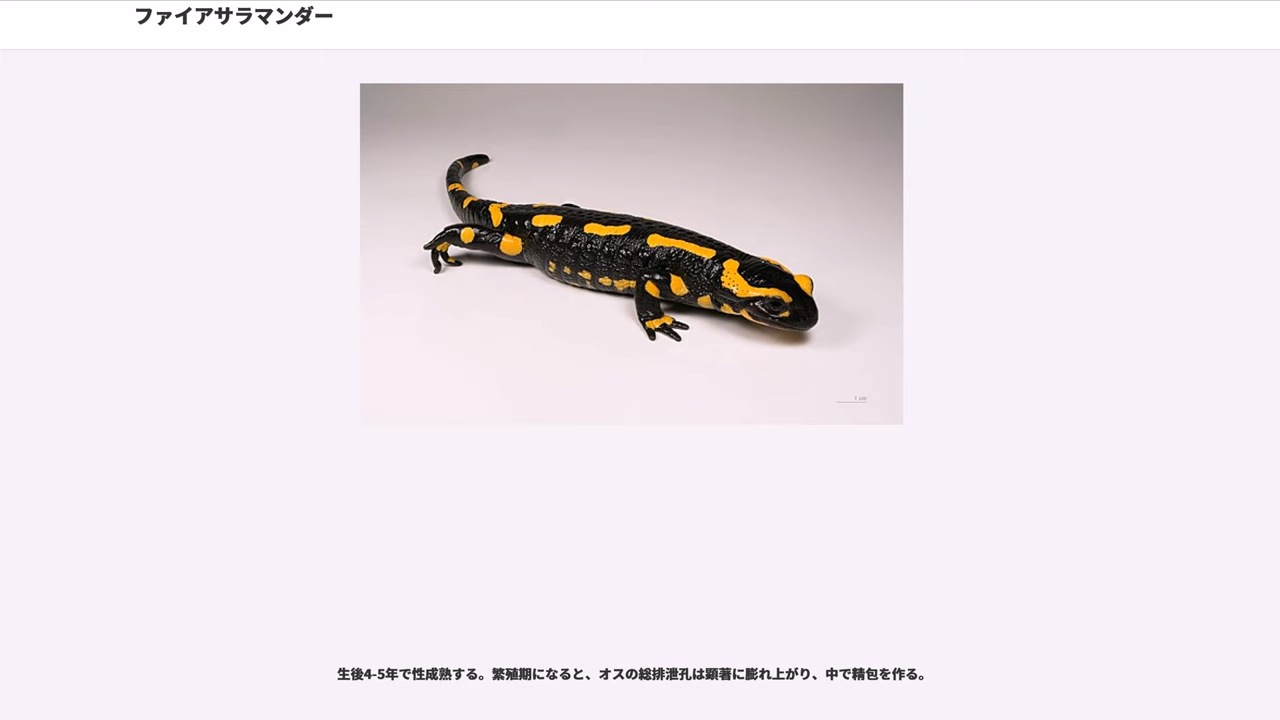 ファイアサラマンダー
1 cm
生後4-5年で性成熟する。繁殖期になると、オスの総排泄孔は顕著に膨れ上がり、中で精包を作る。